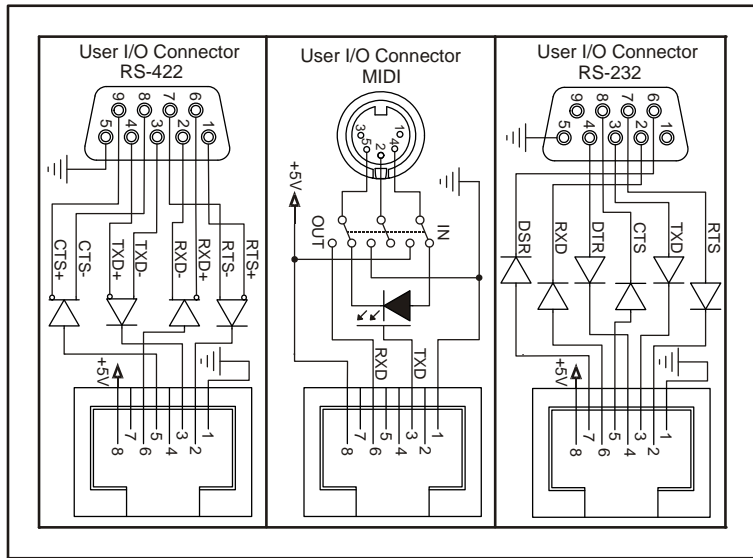 User I/O Connector
RS-422
9 8 7 6
5 4 3 2 1
CTS+
CTS-
TXD+
TXD-
RXD-
RXD+
RTS-
RTS+
+5V
8 7 6 5 4 3 2 1
User I/O Connector
MIDI
3 5 2 4 1
+5V
OUT
IN
RXD
TXD
8 7 6 5 4 3 2 1
User I/O Connector
RS-232
9 8 7 6
5 4 3 2 1
DSR
RXD
DTR
CTS
TXD
RTS
+5V
8 7 6 5 4 3 2 1